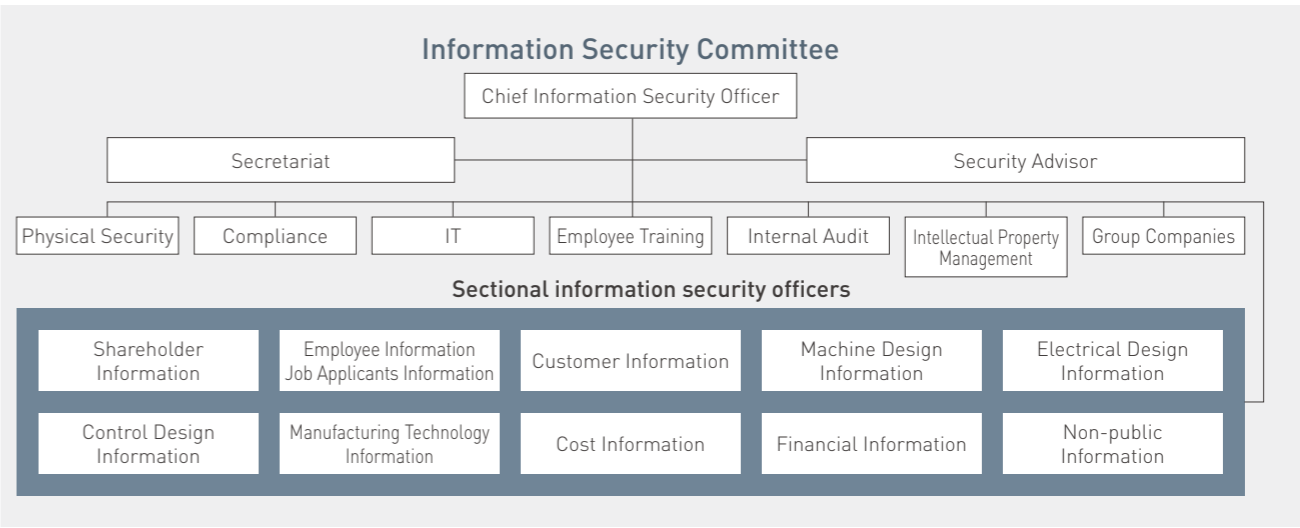 Information Security Committee
Chief Information Security Officer
Secretariat
Security Advisor
Physical Security
Compliance
IT
Employee Training
Internal Audit
Intellectual Property
Management
Group Companies
Sectional information security officers
Shareholder
Information
Employee Information
Job Applicants Information
Customer Information
Machine Design
Information
Electrical Design
Information
Control Design
Information
Manufacturing Technology
Information
Cost Information
Financial Information
Non-public
Information